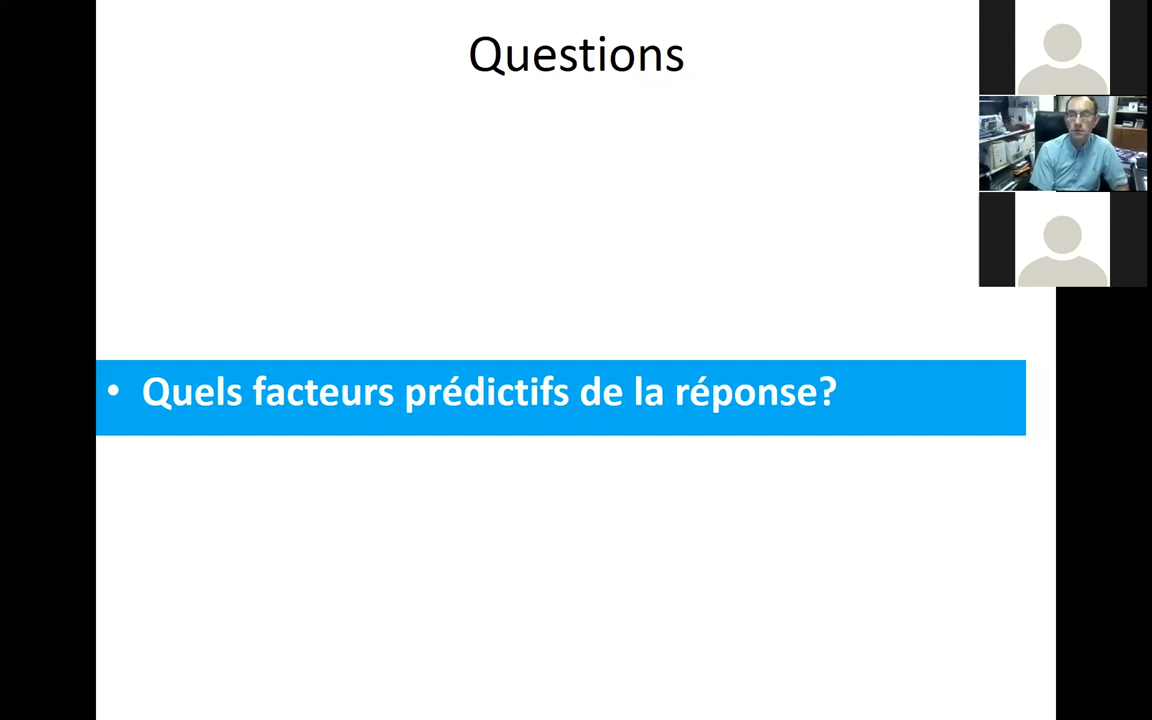 Questions
• Quels facteurs prédictifs de la réponse?